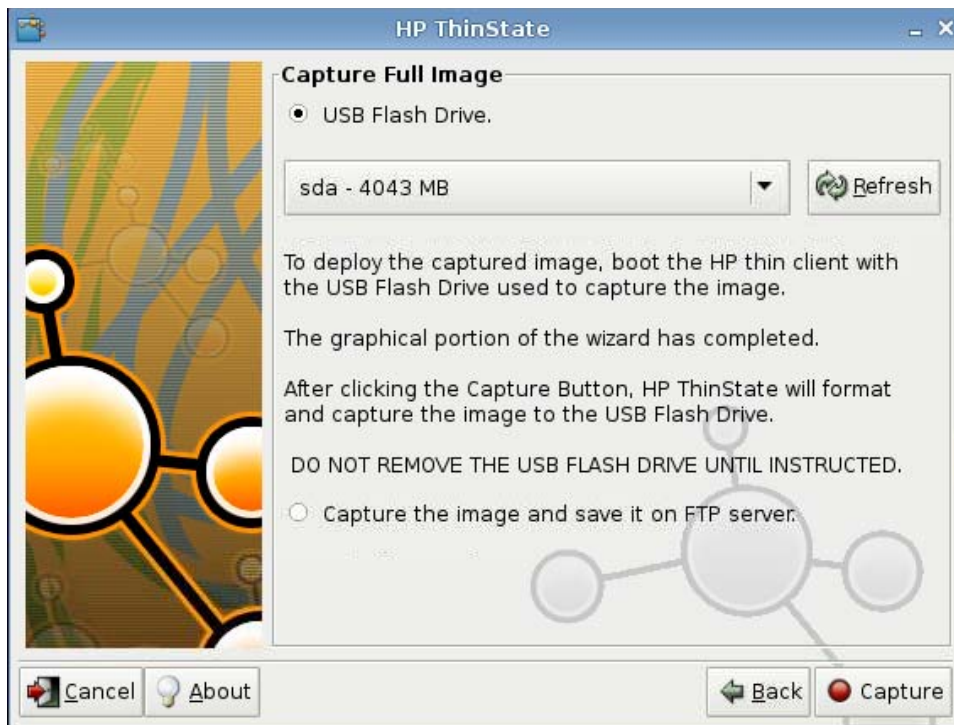 HP ThinState
Capture Full Image
USB Flash Drive.
sda - 4043 MB
Refresh
To deploy the captured image, boot the HP thin client with
the USB Flash Drive used to capture the image.
The graphical portion of the wizard has completed.
After clicking the Capture Button, HP ThinState will format
and capture the image to the USB Flash Drive.
DO NOT REMOVE THE USB FLASH DRIVE UNTIL INSTRUCTED.
Capture the image and save it on FTP server.
Cancel
About
Back
Capture